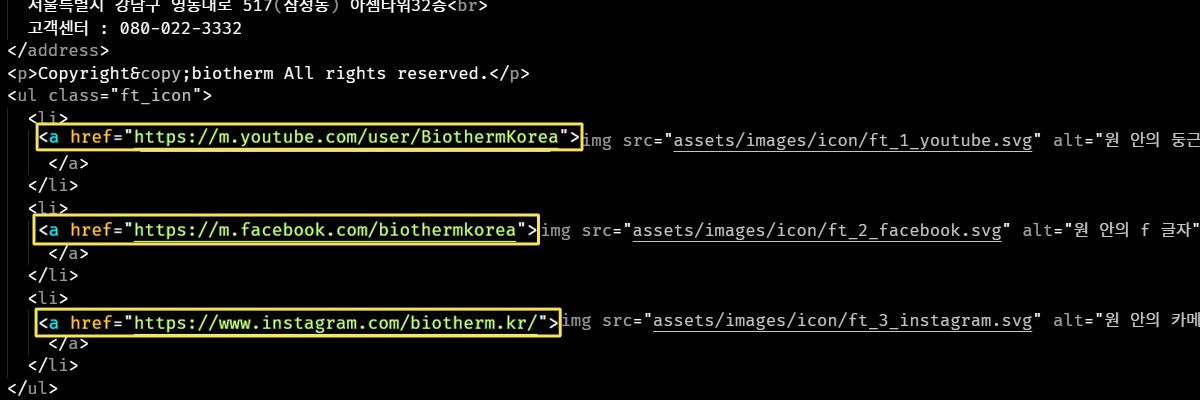 서울특별시 강남구 영동대로 517(삼성동) 아셈타워32층<br>
고객센터 : 080-022-3332
</address>
<p>Copyright&copy;biotherm All rights reserved.</p>
<ul class="ft_icon">
<li>
<a href="https://m.youtube.com/user/BiothermKorea">img src="assets/images/icon/ft_1_youtube.svg" alt="원 안의 둥근
</a>
</li>
<li>
<a href="https://m.facebook.com/biothermkorea">img src="assets/images/icon/ft_2_facebook.svg" alt="원 안의 f 글자"
</a>
</li>
<li>
<a href="https://www.instagram.com/biotherm.kr/">img src="assets/images/icon/ft_3_instagram.svg" alt="원 안의 카메
</a>
</li>
</ul>